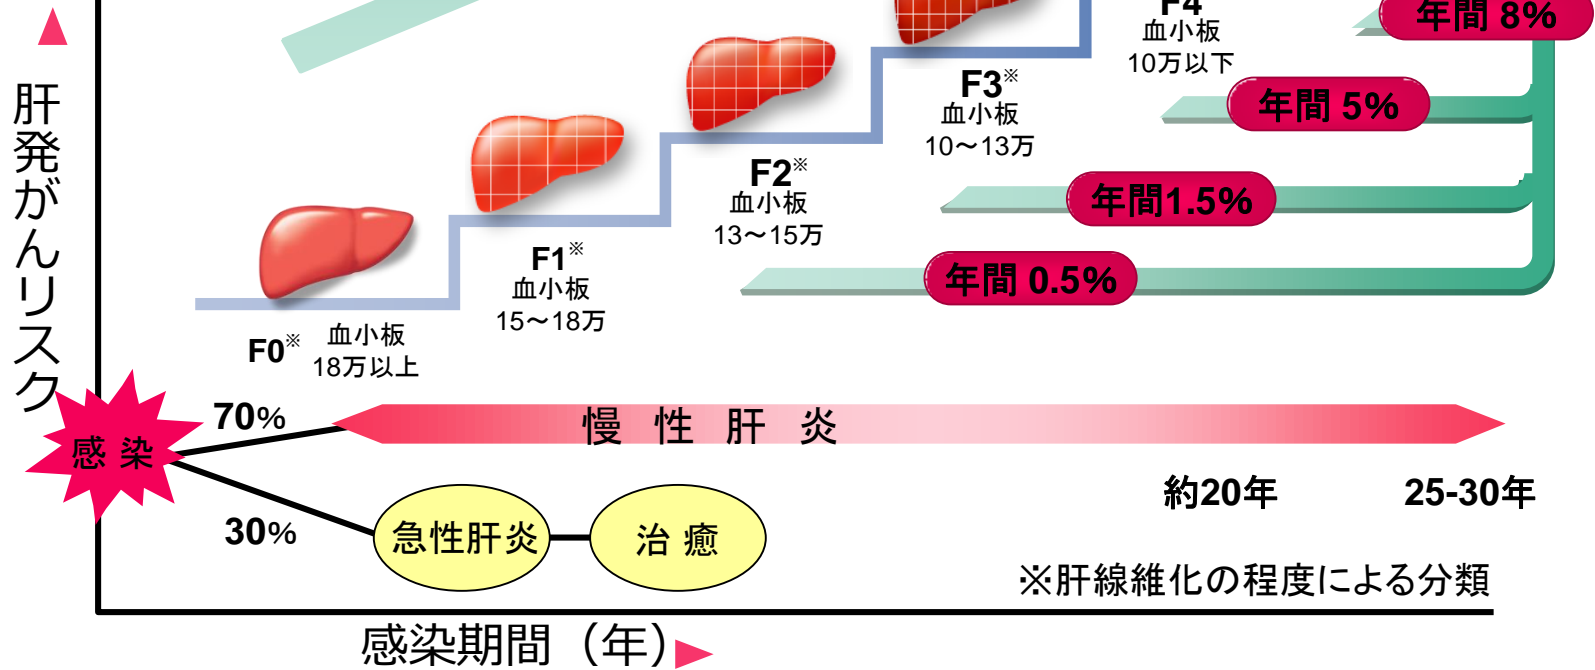 肝発がんリスク
F4
血小板
10万以下
年間 8%
F3※
血小板
10～13万
年間 5%
F2※
血小板
13～15万
年間1.5%
F1※
血小板
15～18万
年間 0.5%
F0※
血小板
18万以上
感 染
70%
慢 性 肝 炎
約20年
25-30年
30%
急性肝炎
治 癒
※肝線維化の程度による分類
感染期間（年）